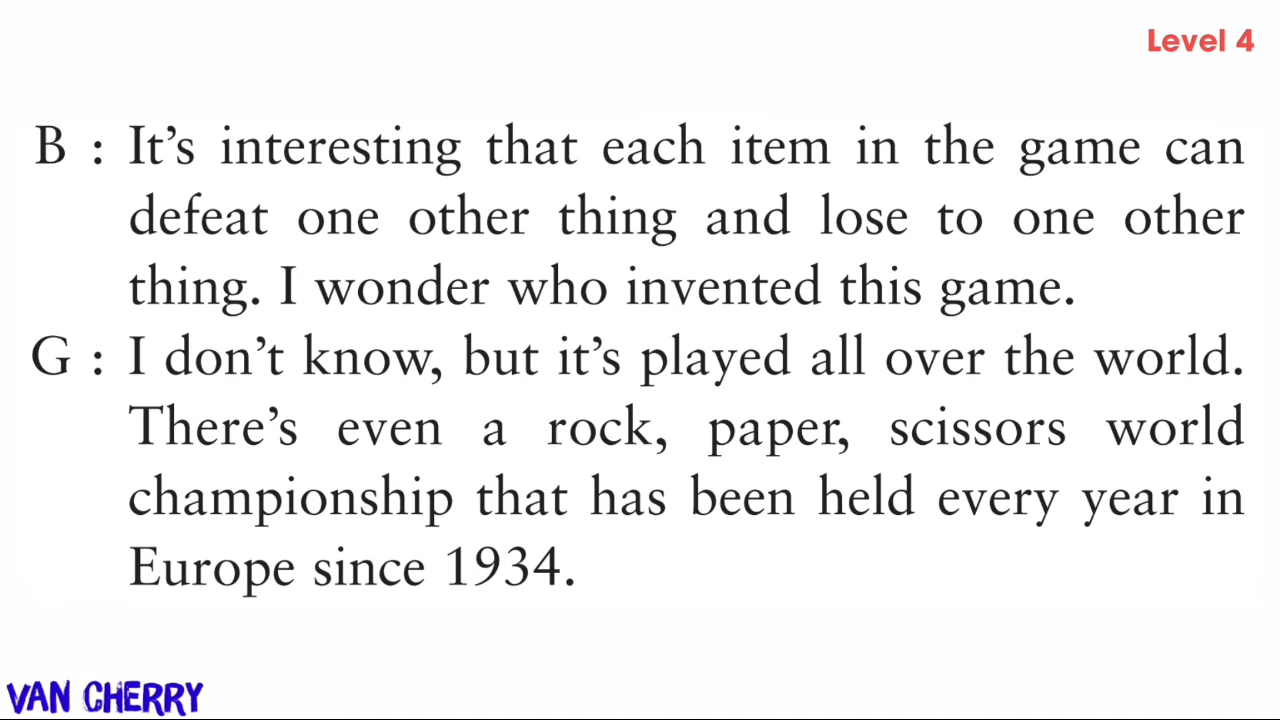 Level 4
B : It's interesting that each item in the game can
defeat one other thing and lose to one other
thing. I wonder who invented this game.
G : I don't know, but it's played all over the world.
There's even a rock, paper, scissors world
championship that has been held every year in
Europe since 1934.
VAN CHERRY